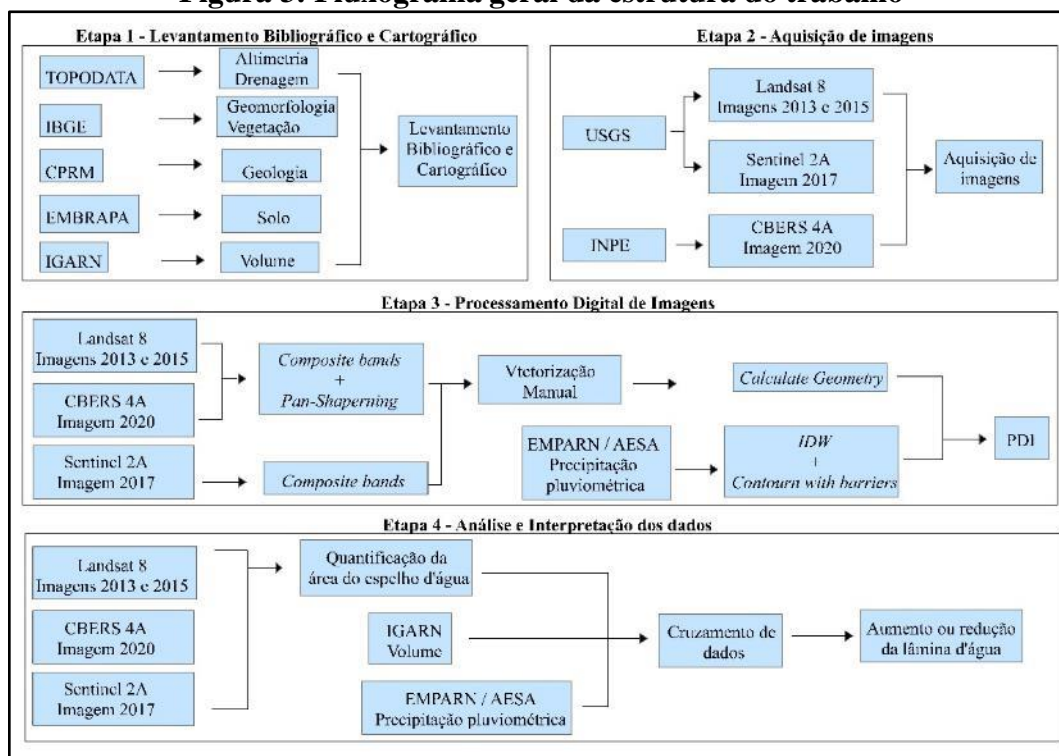 Figura 3: Fluxograma geral da estrutura do trabalho
Etapa 1 - Levantamento Bibliográfico e Cartográfico
TOPODATA
Altimetria
Drenagem
IBGE
Geomorfologia
Vegetação
CPRM
Geologia
EMBRAPA
Solo
IGARN
Volume
Levantamento
Bibliográfico e
Cartográfico
Etapa 2 - Aquisição de imagens
USGS
Landsat 8
Imagens 2013 e 2015
Sentinel 2A
Imagem 2017
INPE
CBERS 4A
Imagem 2020
Aquisição de
imagens
Etapa 3 - Processamento Digital de Imagens
Landsat 8
Imagens 2013 e 2015
CBERS 4A
Imagem 2020
Sentinel 2A
Imagem 2017
Composite bands
+
Pan-Shaperning
Composite bands
Vtctorização
Manual
Calculate Geometry
EMPARN / AESA
Precipitação
pluviométrica
IDW
+
Contourn with barriers
PDI
Etapa 4 - Análise e Interpretação dos dados
Landsat 8
Imagens 2013 e 2015
CBERS 4A
Imagem 2020
Sentinel 2A
Imagem 2017
Quantificação da
área do espelho d'água
IGARN
Volume
EMPARN / AESA
Precipitação pluviométrica
Cruzamento de
dados
Aumento ou redução
da lâmina d'água